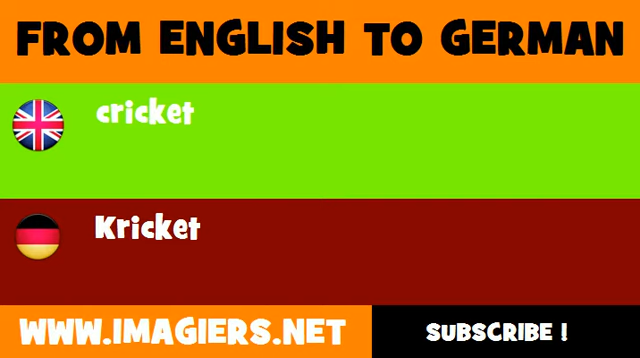 FROM ENGLISH TO GERMAN
cricket
Kricket
WWW.IMAGIERS.NET
SUBSCRIBE !